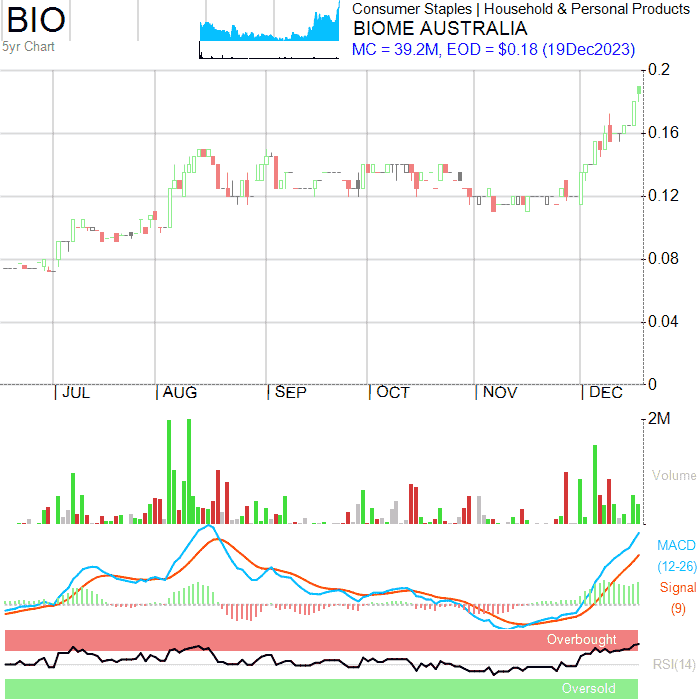 BIO
5yr Chart
Consumer Staples | Household & Personal Products
BIOME AUSTRALIA
MC = 39.2M, EOD = $0.18 (19Dec2023)
0.2
0.16
0.12
0.08
0.04
0
| JUL | AUG | SEP | OCT | NOV | DEC
2M
Volume
MACD
(12-26)
Signal
(9)
Overbought
RSI(14)
Oversold